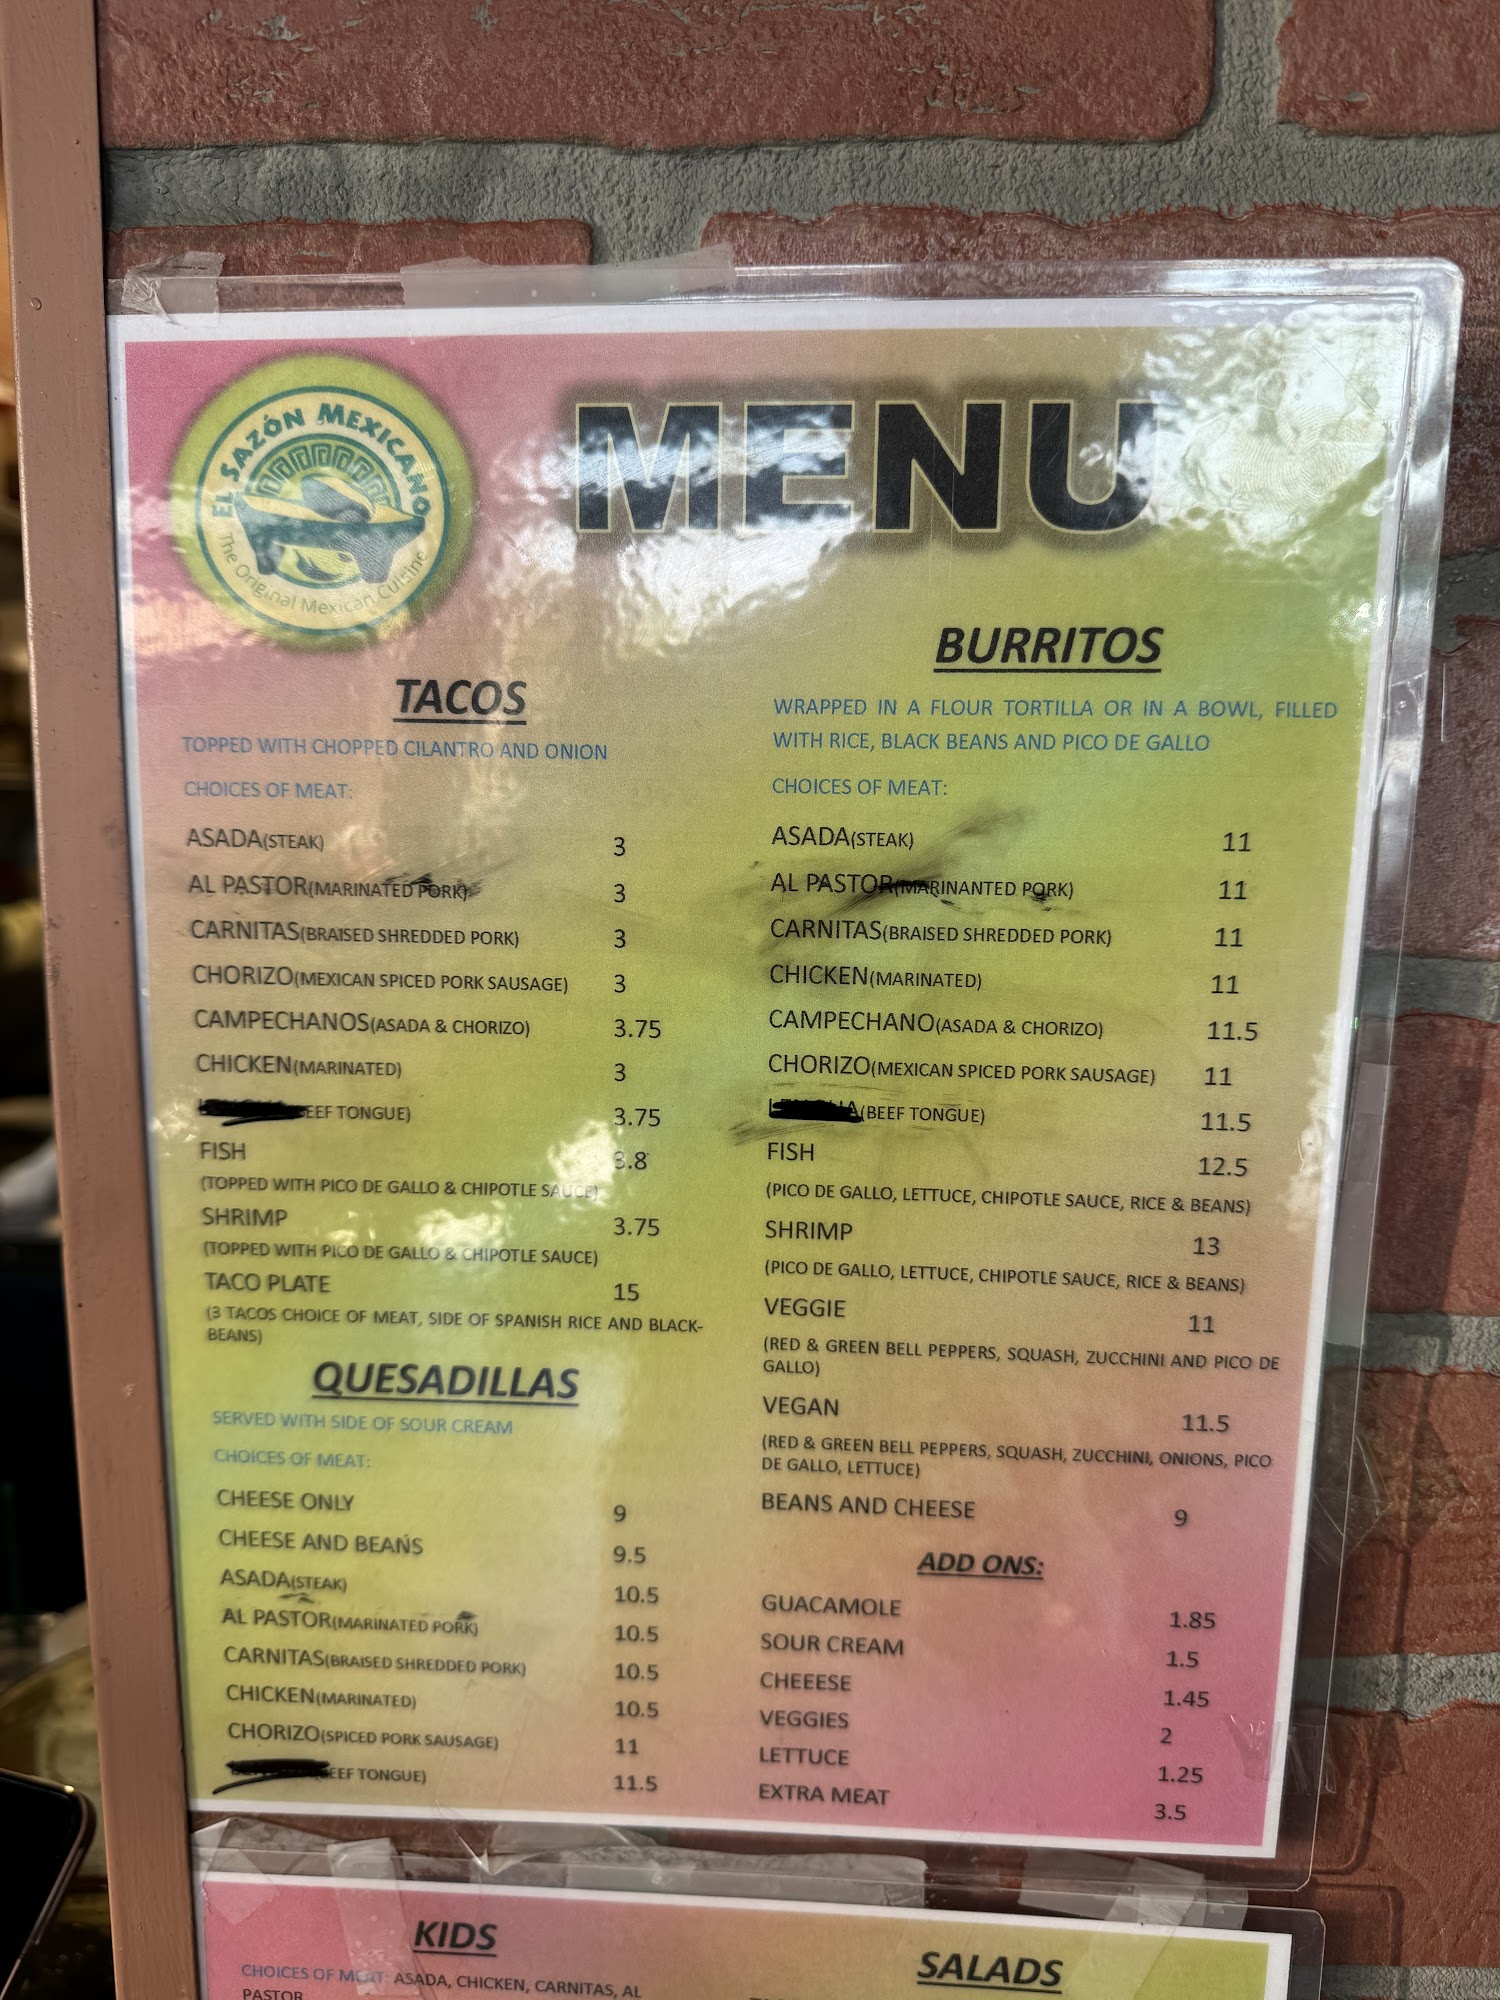 EL SAZÓN MEXICANO
The Original Mexican Cuisine
MENU
TACOS
TOPPED WITH CHOPPED CILANTRO AND ONION
CHOICES OF MEAT:
ASADA(STEAK) 3
AL PASTOR(MARINATED PORK) 3
CARNITAS(BRAISED SHREDDED PORK) 3
CHORIZO(MEXICAN SPICED PORK SAUSAGE) 3
CAMPECHANOS(ASADA & CHORIZO) 3.75
CHICKEN(MARINATED) 3
TONGUE) 3.75
FISH 3.8
(TOPPED WITH PICO DE GALLO & CHIPOTLE SAUCE)
SHRIMP 3.75
(TOPPED WITH PICO DE GALLO & CHIPOTLE SAUCE)
TACO PLATE 15
(3 TACOS CHOICE OF MEAT, SIDE OF SPANISH RICE AND BLACK-
BEANS)
QUESADILLAS
SERVED WITH SIDE OF SOUR CREAM
CHOICES OF MEAT:
CHEESE ONLY 9
CHEESE AND BEANS 9.5
ASADA(STEAK) 10.5
AL PASTOR(MARINATED PORK) 10.5
CARNITAS(BRAISED SHREDDED PORK) 10.5
CHICKEN(MARINATED) 10.5
CHORIZO(SPICED PORK SAUSAGE) 11
TONGUE) 11.5
BURRITOS
WRAPPED IN A FLOUR TORTILLA OR IN A BOWL, FILLED
WITH RICE, BLACK BEANS AND PICO DE GALLO
CHOICES OF MEAT:
ASADA(STEAK) 11
AL PASTOR(MARINANTED PORK) 11
CARNITAS(BRAISED SHREDDED PORK) 11
CHICKEN(MARINATED) 11
CAMPECHANO(ASADA & CHORIZO) 11.5
CHORIZO(MEXICAN SPICED PORK SAUSAGE) 11
(BEEF TONGUE) 11.5
FISH 12.5
(PICO DE GALLO, LETTUCE, CHIPOTLE SAUCE, RICE & BEANS)
SHRIMP 13
(PICO DE GALLO, LETTUCE, CHIPOTLE SAUCE, RICE & BEANS)
VEGGIE 11
(RED & GREEN BELL PEPPERS, SQUASH, ZUCCHINI AND PICO DE
GALLO)
VEGAN 11.5
(RED & GREEN BELL PEPPERS, SQUASH, ZUCCHINI, ONIONS, PICO
DE GALLO, LETTUCE)
BEANS AND CHEESE 9
ADD ONS:
GUACAMOLE 1.85
SOUR CREAM 1.5
CHEEESE 1.45
VEGGIES 2
LETTUCE 1.25
EXTRA MEAT 3.5
KIDS
CHOICES OF MEAT: ASADA, CHICKEN, CARNITAS, AL
PASTOR
SALADS